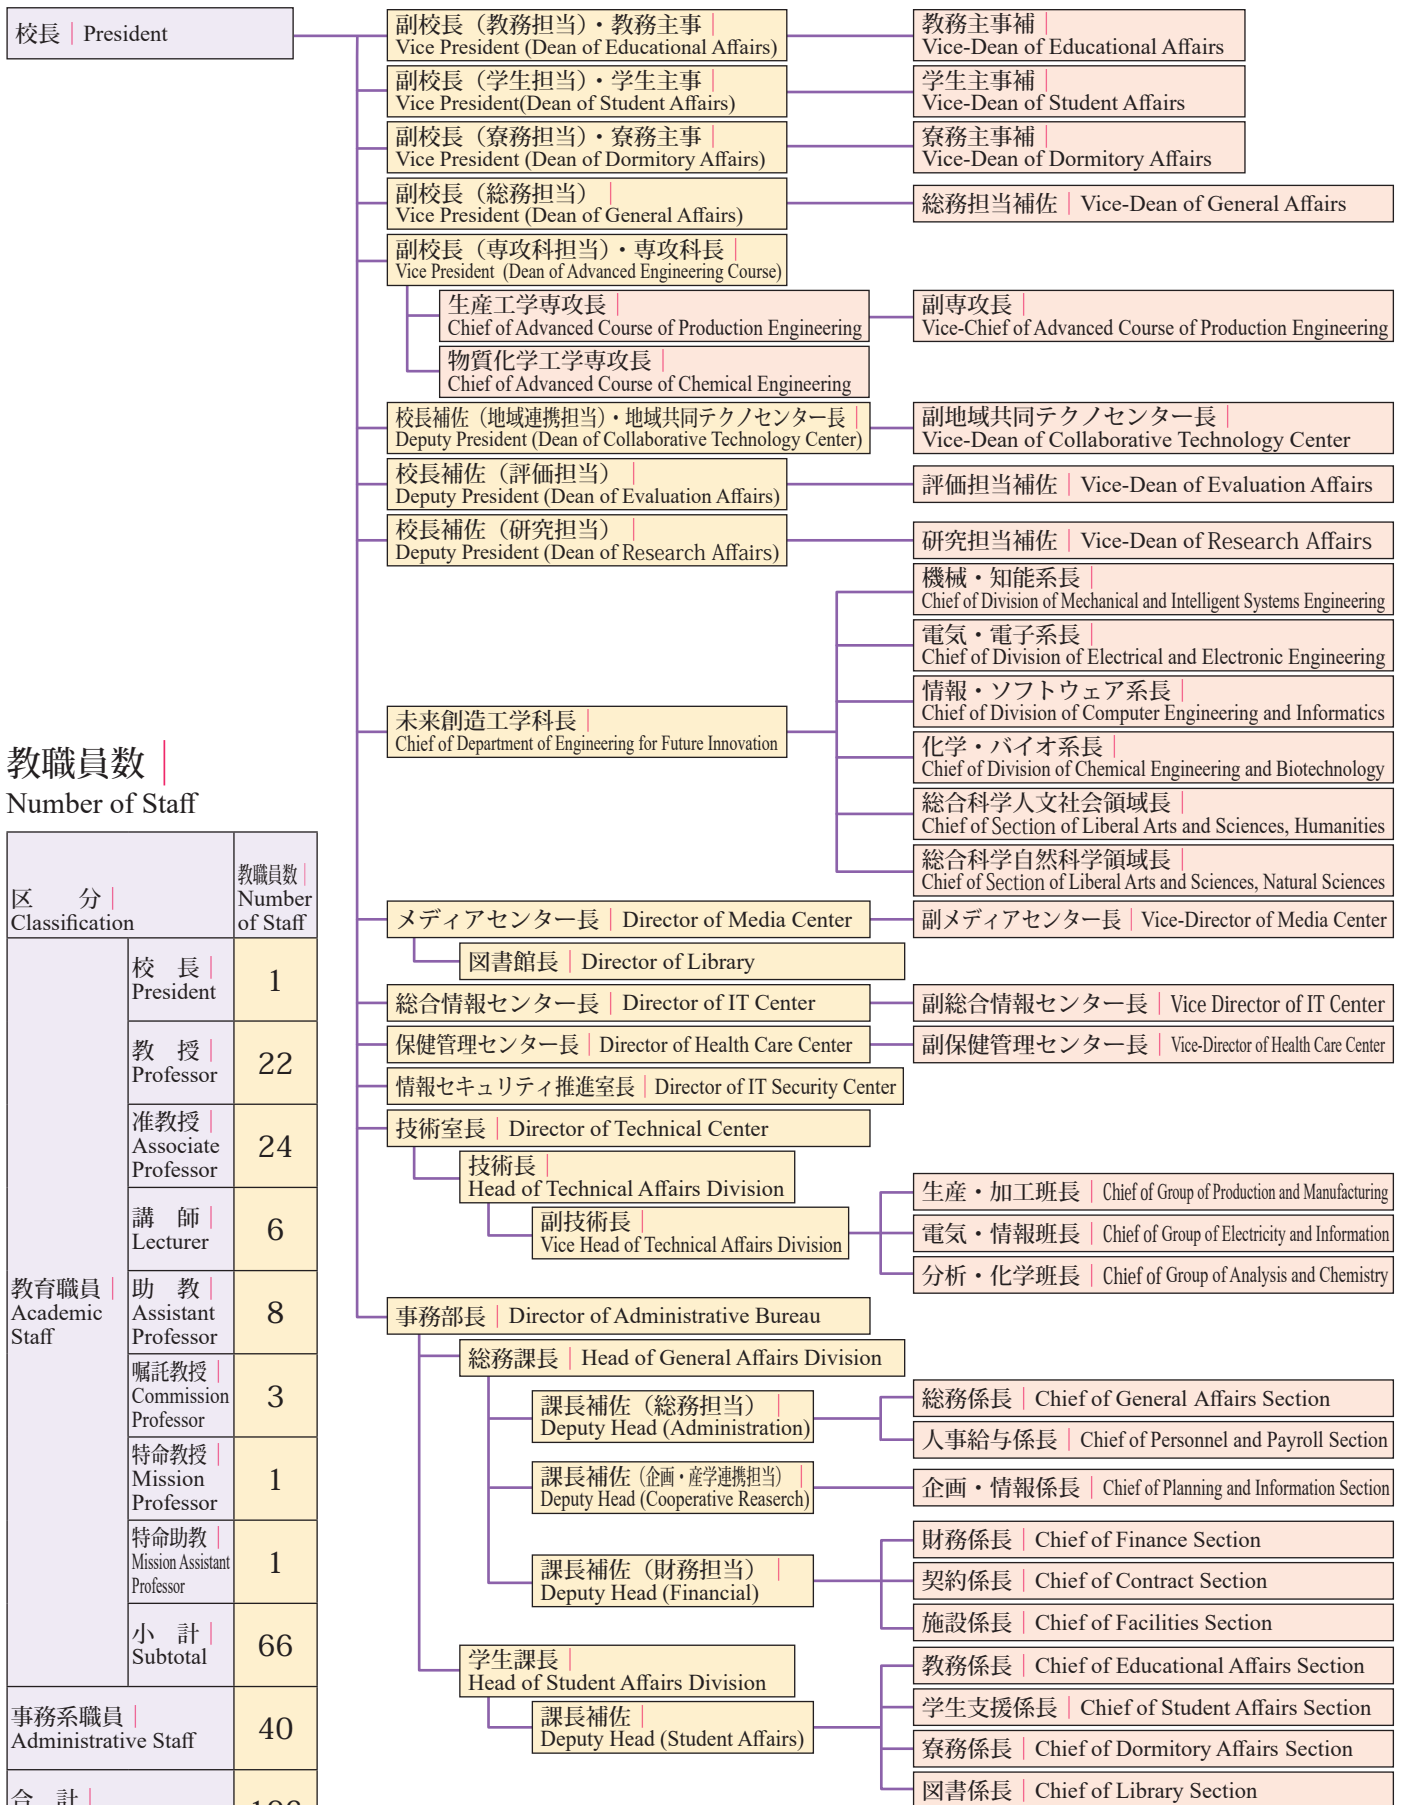 校長｜President
副校長（教務担当）・教務主事｜
Vice President (Dean of Educational Affairs)
教務主事補｜
Vice-Dean of Educational Affairs
副校長（学生担当）・学生主事｜
Vice President(Dean of Student Affairs)
学生主事補｜
Vice-Dean of Student Affairs
副校長（寮務担当）・寮務主事｜
Vice President (Dean of Dormitory Affairs)
寮務主事補｜
Vice-Dean of Dormitory Affairs
副校長（総務担当）｜
Vice President (Dean of General Affairs)
総務担当補佐｜Vice-Dean of General Affairs
副校長（専攻科担当）・専攻科長｜
Vice President (Dean of Advanced Engineering Course)
生産工学専攻長｜
Chief of Advanced Course of Production Engineering
副専攻長｜
Vice-Chief of Advanced Course of Production Engineering
物質化学工学専攻長｜
Chief of Advanced Course of Chemical Engineering
校長補佐（地域連携担当）・地域共同テクノセンター長｜
Deputy President (Dean of Collaborative Technology Center)
副地域共同テクノセンター長｜
Vice-Dean of Collaborative Technology Center
校長補佐（評価担当）｜
Deputy President (Dean of Evaluation Affairs)
評価担当補佐｜Vice-Dean of Evaluation Affairs
校長補佐（研究担当）｜
Deputy President (Dean of Research Affairs)
研究担当補佐｜Vice-Dean of Research Affairs
未来創造工学科長｜
Chief of Department of Engineering for Future Innovation
機械・知能系長｜
Chief of Division of Mechanical and Intelligent Systems Engineering
電気・電子系長｜
Chief of Division of Electrical and Electronic Engineering
情報・ソフトウェア系長｜
Chief of Division of Computer Engineering and Informatics
化学・バイオ系長｜
Chief of Division of Chemical Engineering and Biotechnology
総合科学人文社会領域長｜
Chief of Section of Liberal Arts and Sciences, Humanities
総合科学自然科学領域長｜
Chief of Section of Liberal Arts and Sciences, Natural Sciences
メディアセンター長｜Director of Media Center
副メディアセンター長｜Vice-Director of Media Center
図書館長｜Director of Library
総合情報センター長｜Director of IT Center
副総合情報センター長｜Vice Director of IT Center
保健管理センター長｜Director of Health Care Center
副保健管理センター長｜Vice-Director of Health Care Center
情報セキュリティ推進室長｜Director of IT Security Center
技術室長｜Director of Technical Center
技術長｜
Head of Technical Affairs Division
副技術長｜
Vice Head of Technical Affairs Division
生産・加工班長｜Chief of Group of Production and Manufacturing
電気・情報班長｜Chief of Group of Electricity and Information
分析・化学班長｜Chief of Group of Analysis and Chemistry
事務部長｜Director of Administrative Bureau
総務課長｜Head of General Affairs Division
課長補佐（総務担当）｜
Deputy Head (Administration)
総務係長｜Chief of General Affairs Section
人事給与係長｜Chief of Personnel and Payroll Section
課長補佐（企画・産学連携担当）｜
Deputy Head (Cooperative Reaserch)
企画・情報係長｜Chief of Planning and Information Section
課長補佐（財務担当）｜
Deputy Head (Financial)
財務係長｜Chief of Finance Section
契約係長｜Chief of Contract Section
施設係長｜Chief of Facilities Section
学生課長｜
Head of Student Affairs Division
課長補佐｜
Deputy Head (Student Affairs)
教務係長｜Chief of Educational Affairs Section
学生支援係長｜Chief of Student Affairs Section
寮務係長｜Chief of Dormitory Affairs Section
図書係長｜Chief of Library Section
教職員数｜
Number of Staff
区　分｜
Classification
教職員数｜
Number
of Staff
教育職員｜
Academic
Staff
校　長｜
President
1
教　授｜
Professor
22
准教授｜
Associate
Professor
24
講　師｜
Lecturer
6
助　教｜
Assistant
Professor
8
嘱託教授｜
Commission
Professor
3
特命教授｜
Mission
Professor
1
特命助教｜
Mission Assistant
Professor
1
小　計｜
Subtotal
66
事務系職員｜
Administrative Staff
40
合　計｜